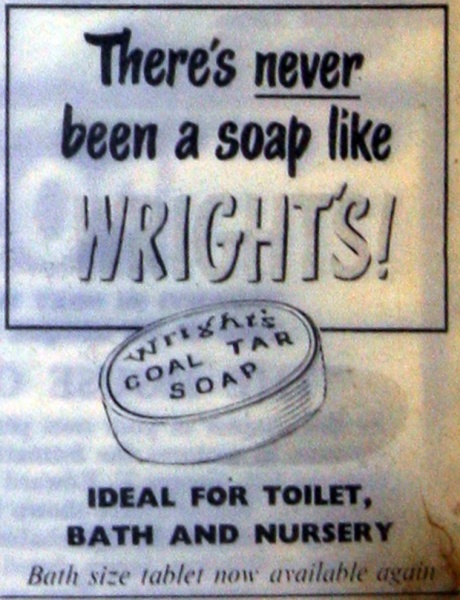 There's never
been a soap like
WRIGHT'S!
Wright's
COAL TAR
SOAP
IDEAL FOR TOILET,
BATH AND NURSERY
Bath size tablet now available again